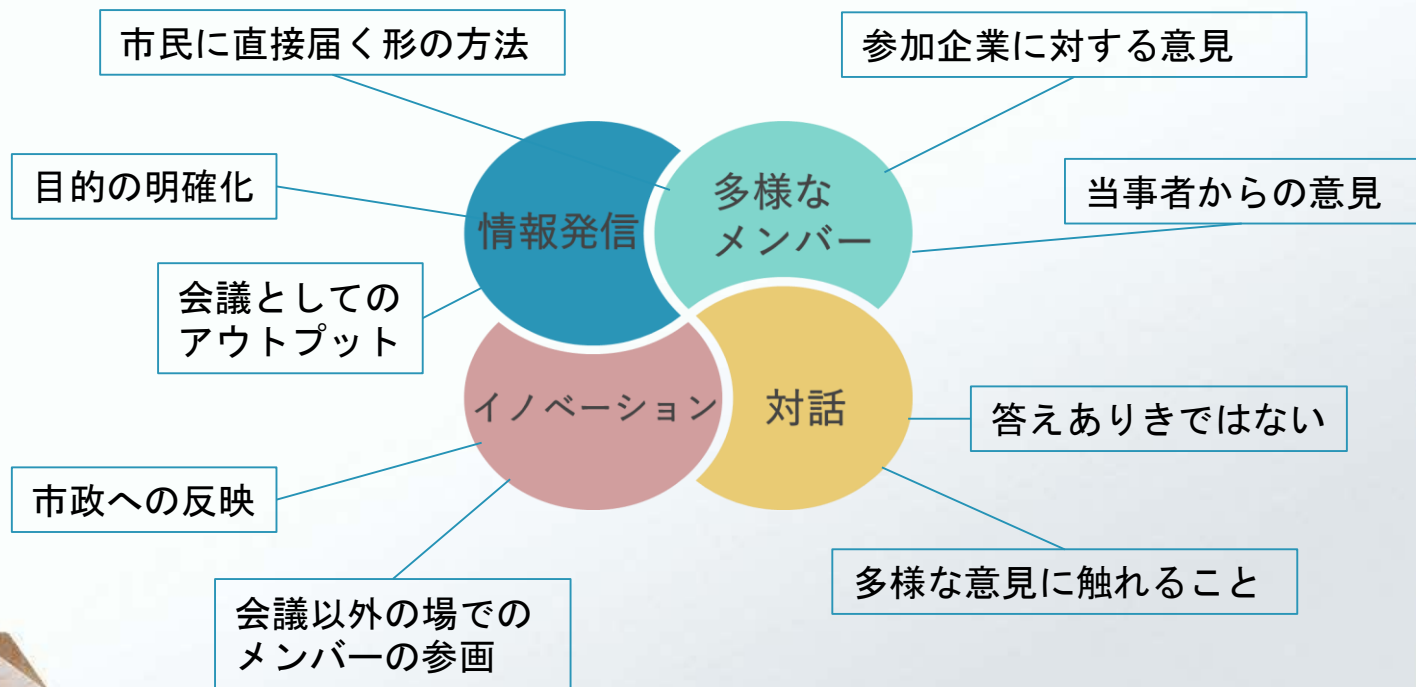 市民に直接届く形の方法
参加企業に対する意見
目的の明確化
情報発信
多様な
メンバー
当事者からの意見
会議としての
アウトプット
イノベーション
対話
答えありきではない
市政への反映
多様な意見に触れること
会議以外の場での
メンバーの参画